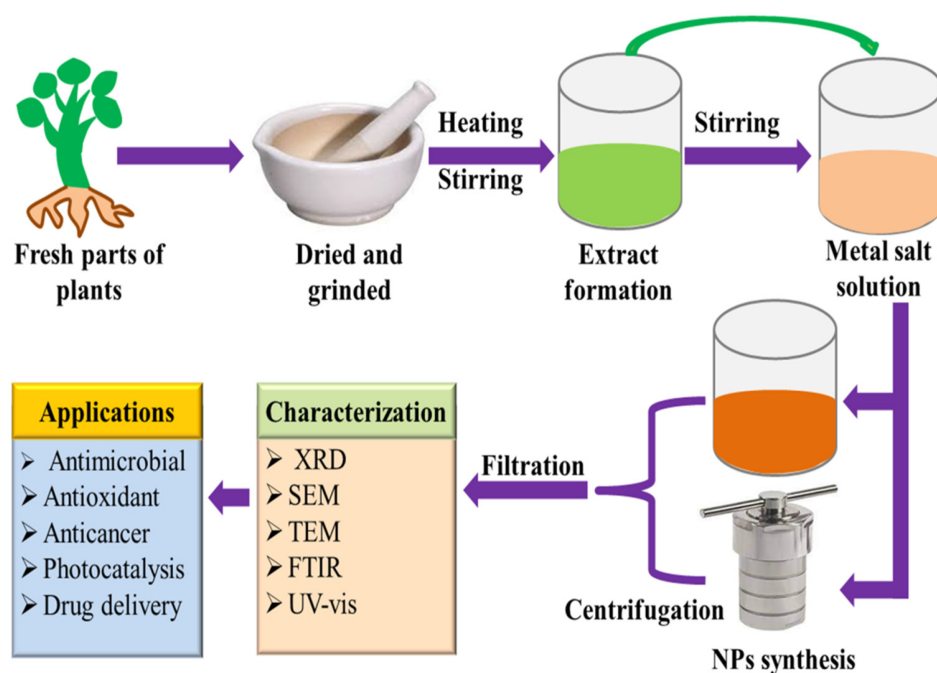 Fresh parts of
plants
Dried and
grinded
Heating
Stirring
Extract
formation
Stirring
Metal salt
solution
NPs synthesis
Centrifugation
Filtration
Characterization
➢ XRD
➢ SEM
➢ TEM
➢ FTIR
➢ UV-vis
Applications
➢ Antimicrobial
➢ Antioxidant
➢ Anticancer
➢ Photocatalysis
➢ Drug delivery